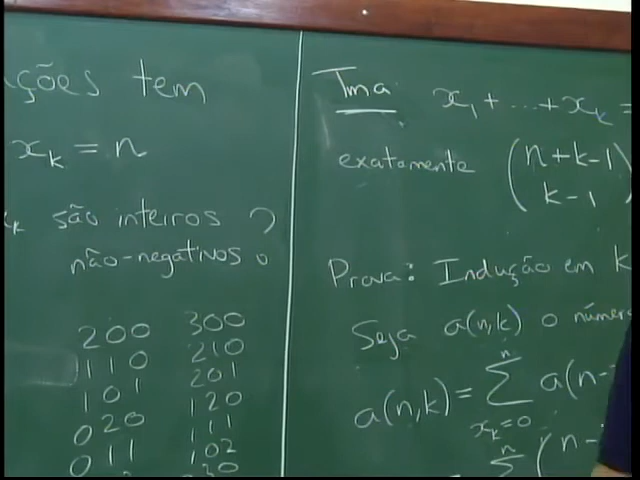 ções tem
x_k = n
x_k são inteiros ?
não-negativos
200 300
110 210
101 201
020 120
011 111
102
030
Tma x_1 + ... + x_k =
exatamente (n+k-1 k-1)
Prova: Indução em k
Seja a(n,k) o número
a(n,k) = ∑_{x_k=0}^{n} a(n-
∑^{n} (n-